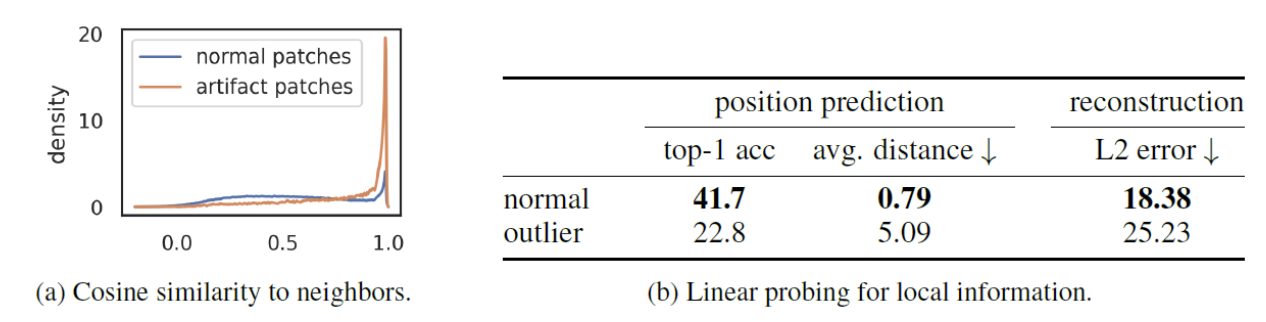 20
normal patches
artifact patches
10
density
0
0.0 0.5 1.0
(a) Cosine similarity to neighbors.
position prediction reconstruction
top-1 acc avg. distance ↓ L2 error ↓
normal 41.7 0.79 18.38
outlier 22.8 5.09 25.23
(b) Linear probing for local information.